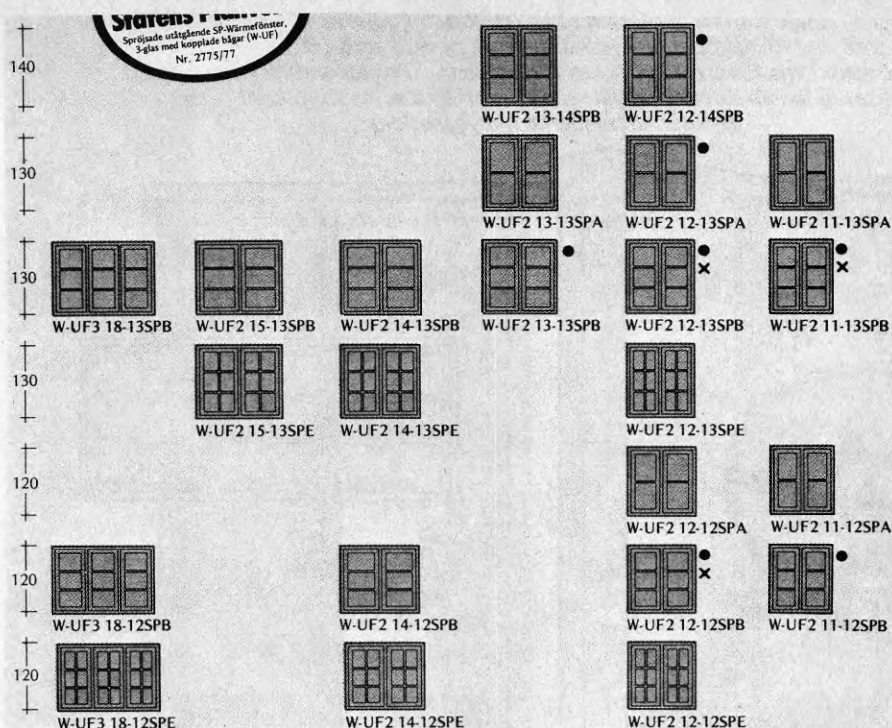 Statens Planv
Spröjsade utåtgående SP-Wärmefönster,
3-glas med kopplade bågar (W-UF)
Nr. 2775/77
140
W-UF2 13-14SPB W-UF2 12-14SPB
130
W-UF2 13-13SPA W-UF2 12-13SPA W-UF2 11-13SPA
130
W-UF3 18-13SPB W-UF2 15-13SPB W-UF2 14-13SPB W-UF2 13-13SPB W-UF2 12-13SPB W-UF2 11-13SPB
130
W-UF2 15-13SPE W-UF2 14-13SPE W-UF2 12-13SPE
120
W-UF2 12-12SPA W-UF2 11-12SPA
120
W-UF3 18-12SPB W-UF2 14-12SPB W-UF2 12-12SPB W-UF2 11-12SPB
120
W-UF3 18-12SPE W-UF2 14-12SPE W-UF2 12-12SPE